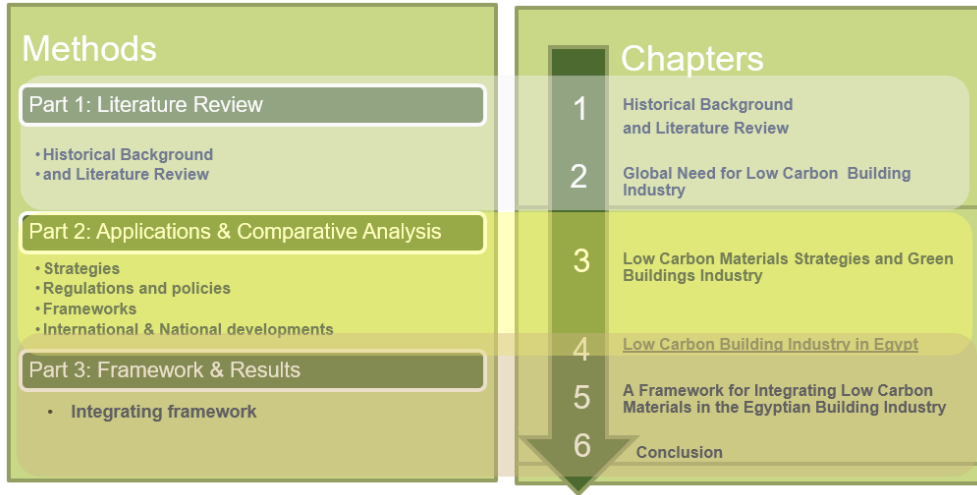 Methods
Part 1: Literature Review
• Historical Background
• and Literature Review
Part 2: Applications & Comparative Analysis
• Strategies
• Regulations and policies
• Frameworks
• International & National developments
Part 3: Framework & Results
• Integrating framework
Chapters
1 Historical Background
and Literature Review
2 Global Need for Low Carbon Building
Industry
3 Low Carbon Materials Strategies and Green
Buildings Industry
4 Low Carbon Building Industry in Egypt
5 A Framework for Integrating Low Carbon
Materials in the Egyptian Building Industry
6 Conclusion